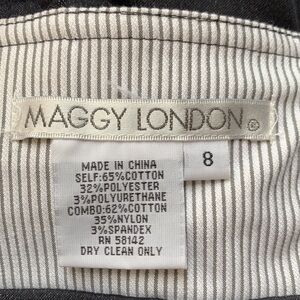 MAGGY LONDON ®
8
MADE IN CHINA
SELF:65%COTTON
32%POLYESTER
3%POLYURETHANE
COMBO:62%COTTON
35%NYLON
3%SPANDEX
RN 58142
DRY CLEAN ONLY